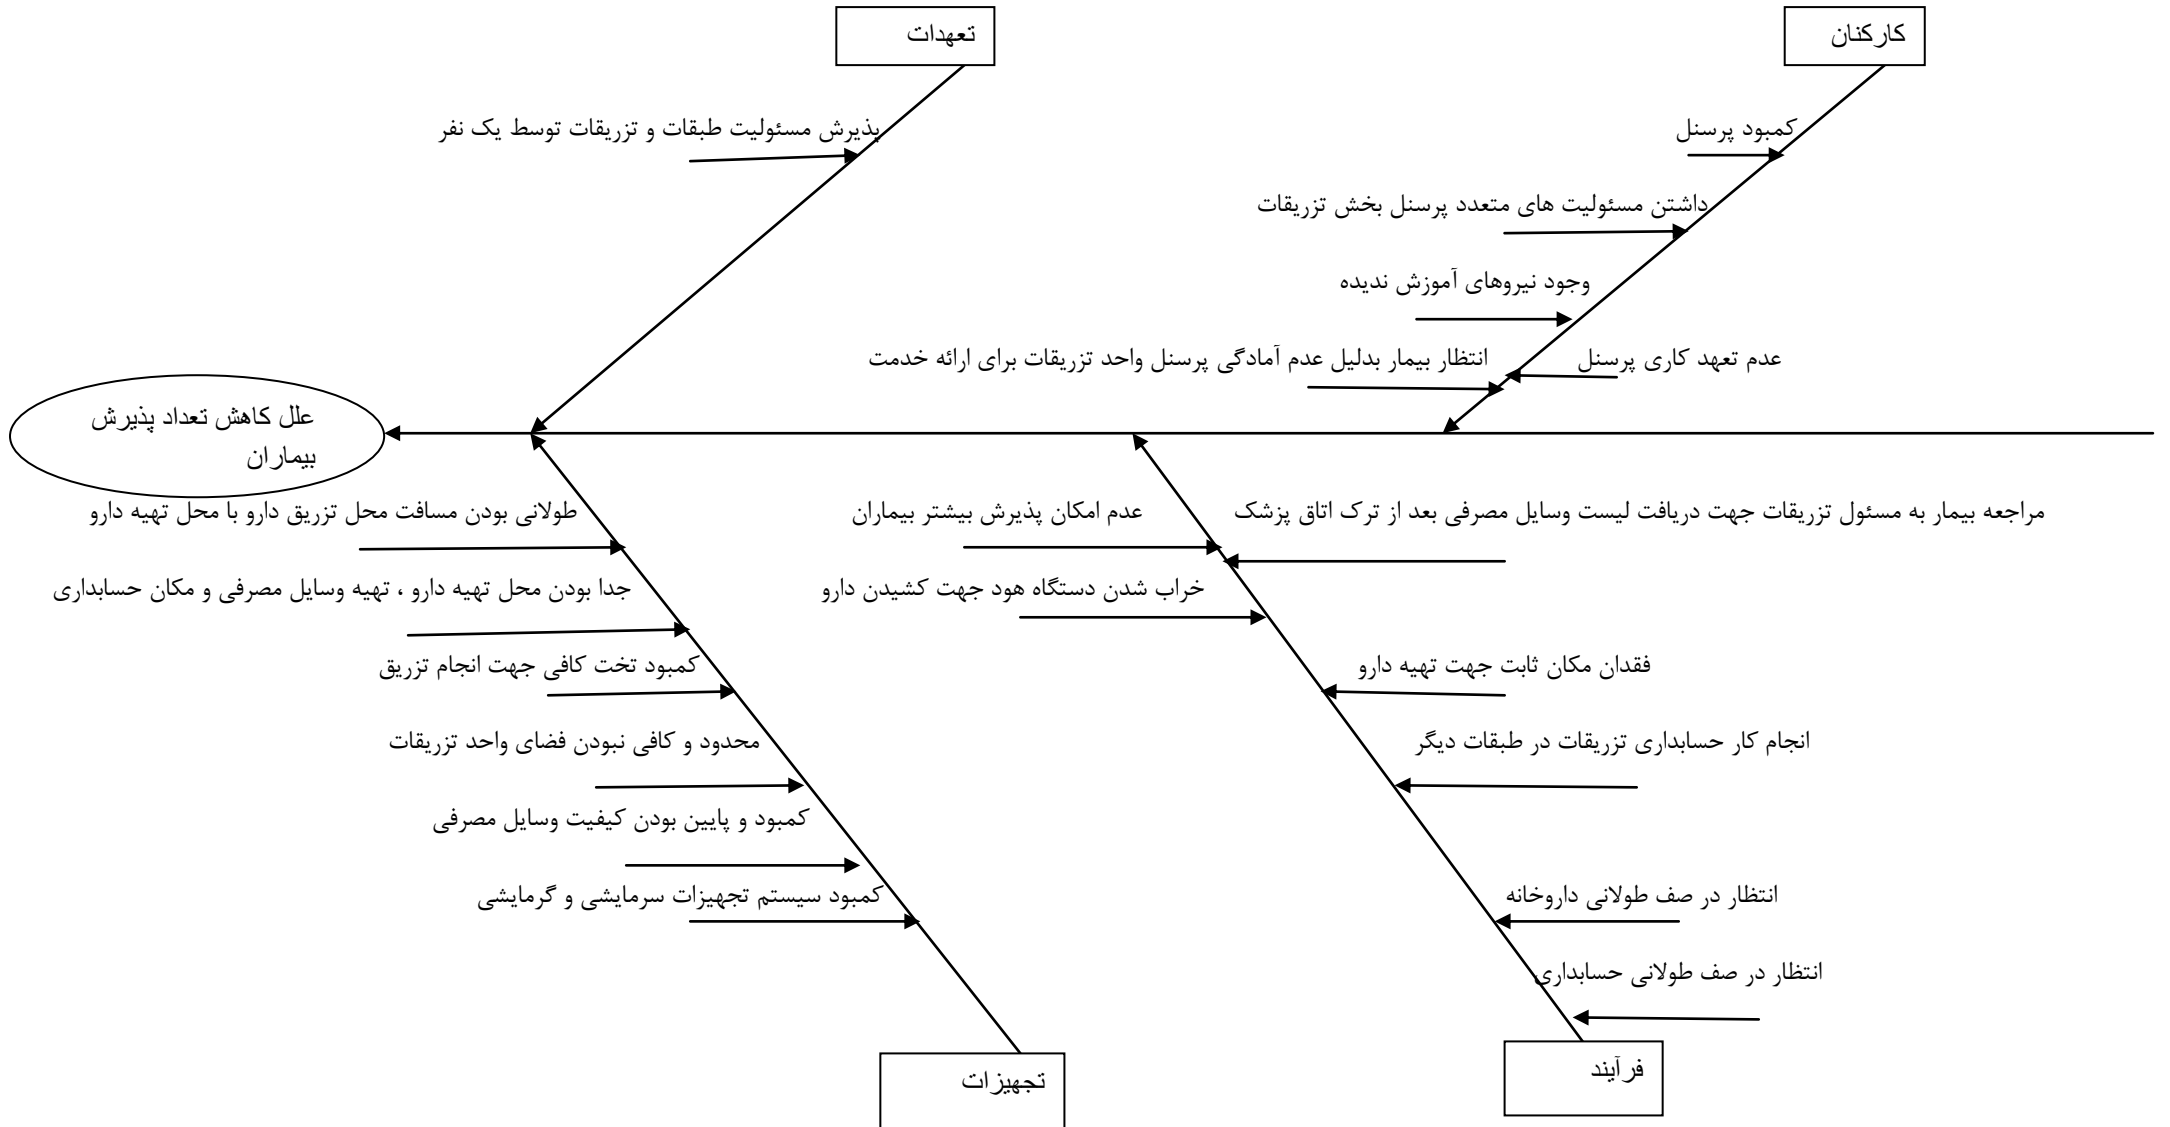 کارکنان
تعهدات
کمبود پرسنل
پذیرش مسئولیت طبقات و تزریقات توسط یک نفر
داشتن مسئولیت های متعدد پرسنل بخش تزریقات
وجود نیروهای آموزش ندیده
عدم تعهد کاری پرسنل
انتظار بیمار بدلیل عدم آمادگی پرسنل واحد تزریقات برای ارائه خدمت
علل کاهش تعداد پذیرش
بیماران
مراجعه بیمار به مسئول تزریقات جهت دریافت لیست وسایل مصرفی بعد از ترک اتاق پزشک
عدم امکان پذیرش بیشتر بیماران
طولانی بودن مسافت محل تزریق دارو با محل تهیه دارو
خراب شدن دستگاه هود جهت کشیدن دارو
جدا بودن محل تهیه دارو ، تهیه وسایل مصرفی و مکان حسابداری
فقدان مکان ثابت جهت تهیه دارو
کمبود تخت کافی جهت انجام تزریق
انجام کار حسابداری تزریقات در طبقات دیگر
محدود و کافی نبودن فضای واحد تزریقات
کمبود و پایین بودن کیفیت وسایل مصرفی
انتظار در صف طولانی داروخانه
کمبود سیستم تجهیزات سرمایشی و گرمایشی
انتظار در صف طولانی حسابداری
فرآیند
تجهیزات